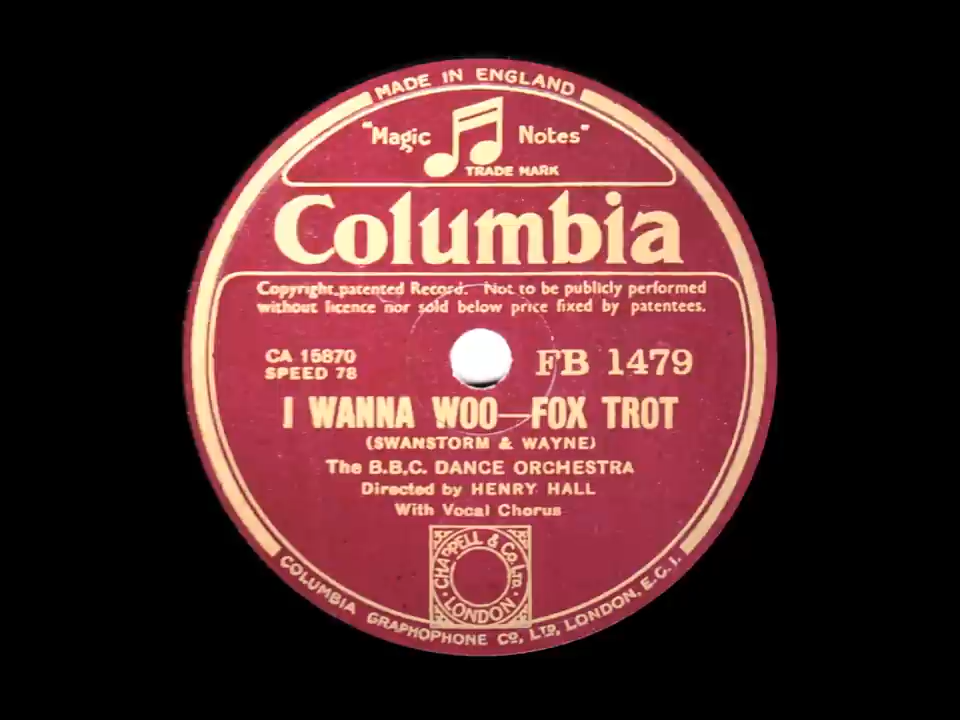 MADE IN ENGLAND
"Magic Notes"
TRADE MARK
Columbia
Copyright, patented Record. Not to be publicly performed
without licence nor sold below price fixed by patentees.
CA 15870
SPEED 78
FB 1479
I WANNA WOO—FOX TROT
(SWANSTORM & WAYNE)
The B.B.C. DANCE ORCHESTRA
Directed by HENRY HALL
With Vocal Chorus
CHAPPELL & Co. LTD.
· LONDON ·
COLUMBIA GRAPHOPHONE CO, LTD, LONDON, E.C.1.